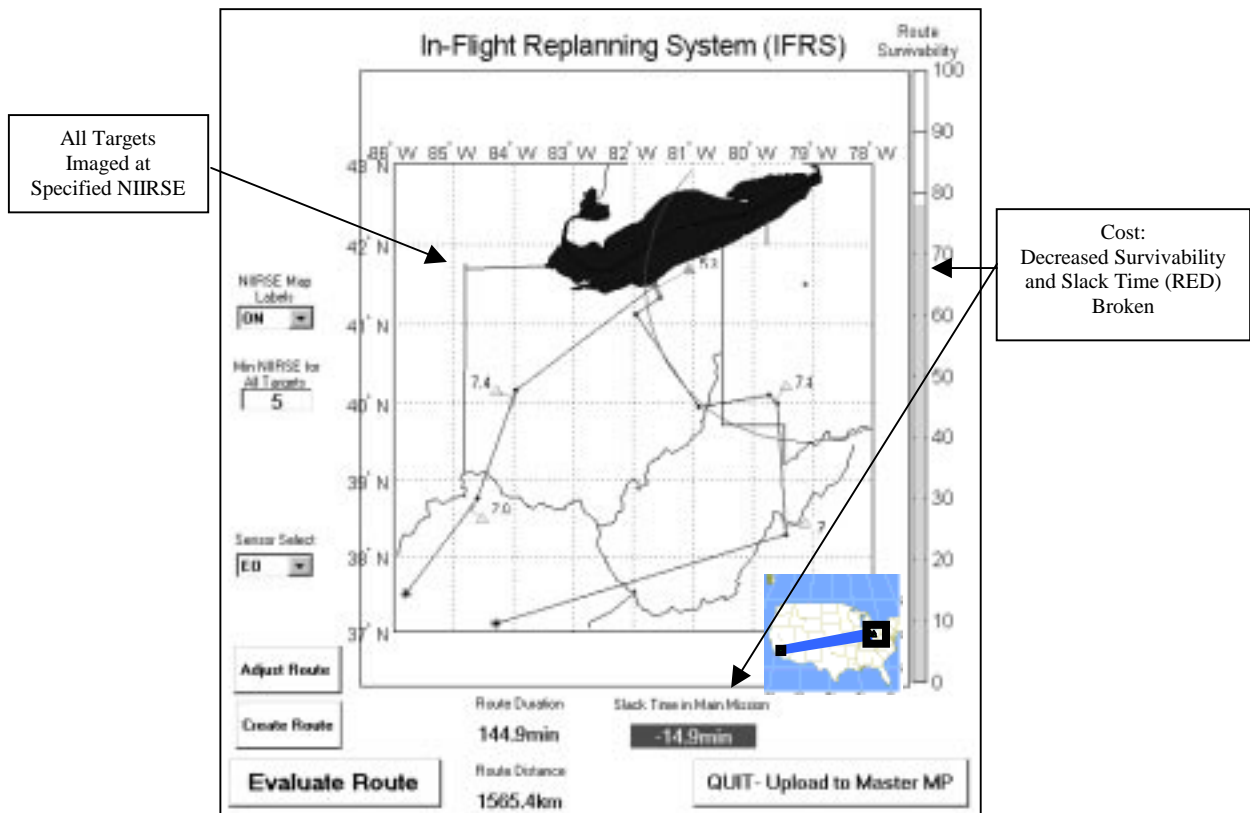 In-Flight Replanning System (IFRS)
Route
Survivability
100
90
80
70
60
50
40
30
20
10
0
All Targets
Imaged at
Specified NIIRSE
Cost:
Decreased Survivability
and Slack Time (RED)
Broken
86° W 85° W 84° W 83° W 82° W 81° W 80° W 79° W 78° W
43° N
42° N
41° N
40° N
39° N
38° N
37° N
7.4
7.0
NIIRSE Map
Labels
ON
Min NIIRSE for
All Targets
5
Sensor Select
EO
Adjust Route
Create Route
Evaluate Route
Route Duration
144.9min
Route Distance
1565.4km
Slack Time in Main Mission
-14.9min
QUIT- Upload to Master MP